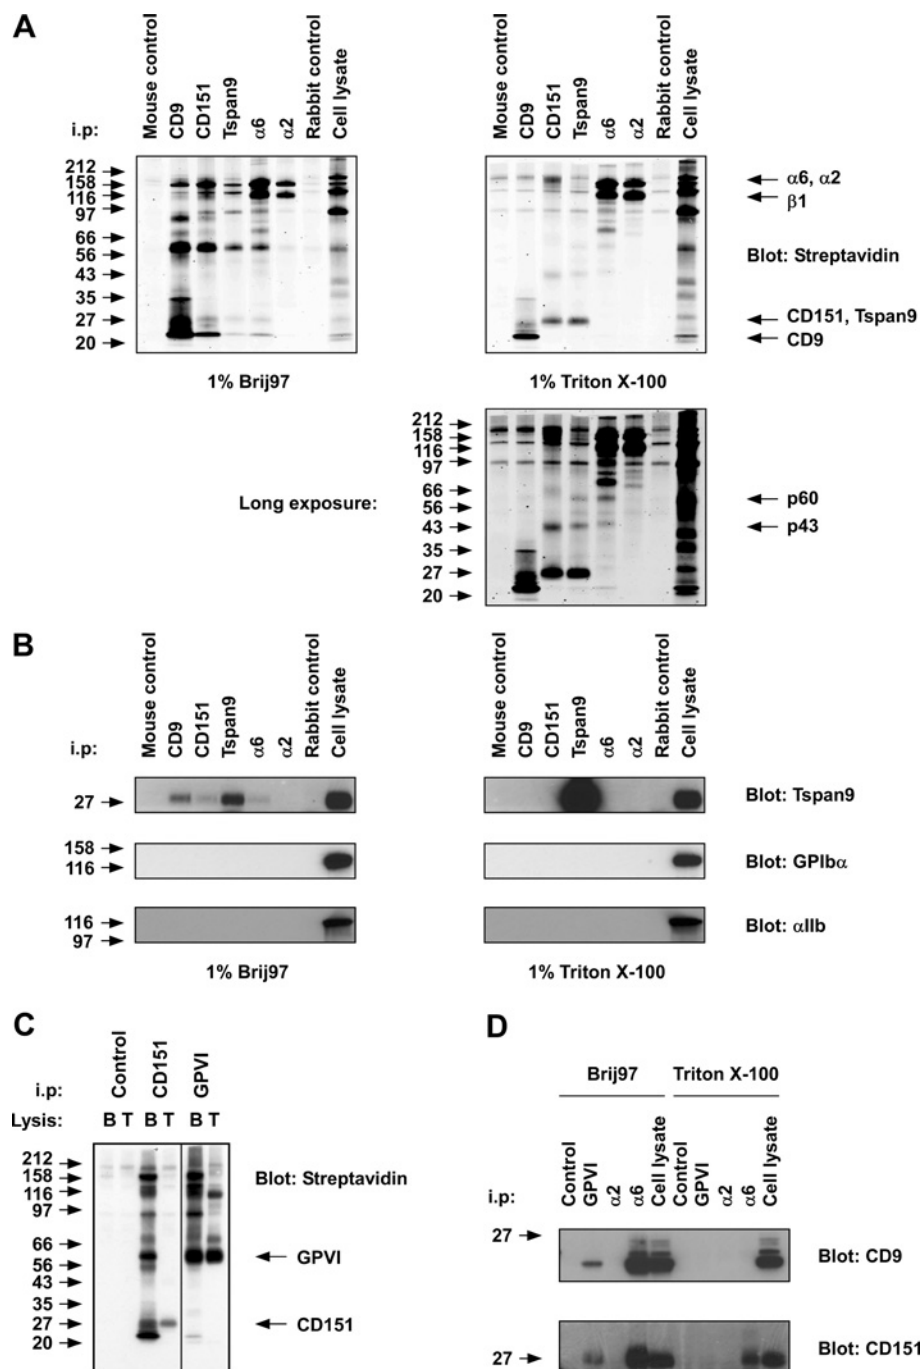 A
i.p:
Mouse control
CD9
CD151
Tspan9
α6
α2
Rabbit control
Cell lysate
212
158
116
97
66
56
43
35
27
20
1% Brij97
Mouse control
CD9
CD151
Tspan9
α6
α2
Rabbit control
Cell lysate
α6, α2
β1
Blot: Streptavidin
CD151, Tspan9
CD9
1% Triton X-100
Long exposure:
212
158
116
97
66
56
43
35
27
20
p60
p43
B
i.p:
Mouse control
CD9
CD151
Tspan9
α6
α2
Rabbit control
Cell lysate
Mouse control
CD9
CD151
Tspan9
α6
α2
Rabbit control
Cell lysate
27
Blot: Tspan9
158
116
Blot: GPIbα
116
97
Blot: αIIb
1% Brij97
1% Triton X-100
C
i.p:
Control
CD151
GPVI
Lysis:
B T B T B T
212
158
116
97
66
56
43
35
27
20
Blot: Streptavidin
GPVI
CD151
D
Brij97
Triton X-100
i.p:
Control
GPVI
α2
α6
Cell lysate
Control
GPVI
α2
α6
Cell lysate
27
Blot: CD9
27
Blot: CD151